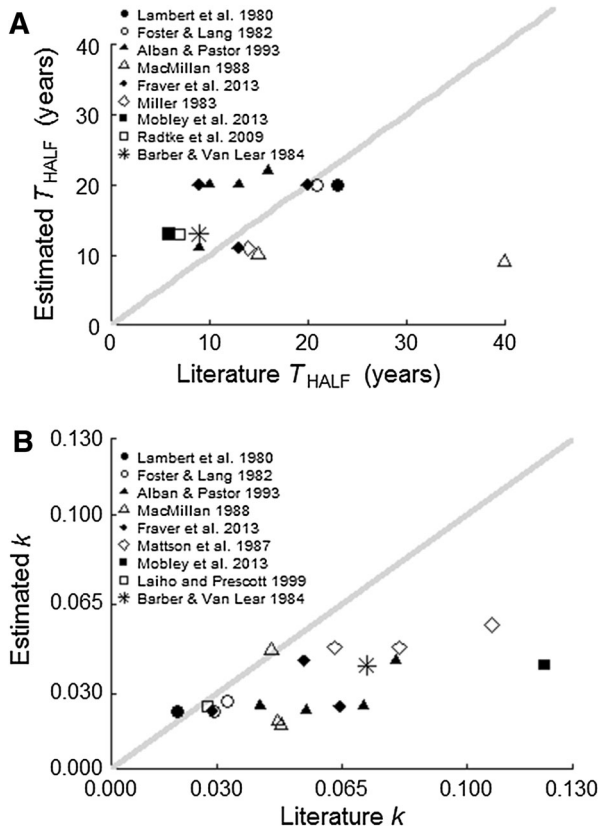 A
Lambert et al. 1980
Foster & Lang 1982
Alban & Pastor 1993
MacMillan 1988
Fraver et al. 2013
Miller 1983
Mobley et al. 2013
Radtke et al. 2009
Barber & Van Lear 1984
Estimated THALF (years)
40
30
20
10
0
0 10 20 30 40
Literature THALF (years)
B
Lambert et al. 1980
Foster & Lang 1982
Alban & Pastor 1993
MacMillan 1988
Fraver et al. 2013
Mattson et al. 1987
Mobley et al. 2013
Laiho and Prescott 1999
Barber & Van Lear 1984
Estimated k
0.130
0.100
0.065
0.030
0.000
0.000 0.030 0.065 0.100 0.130
Literature k